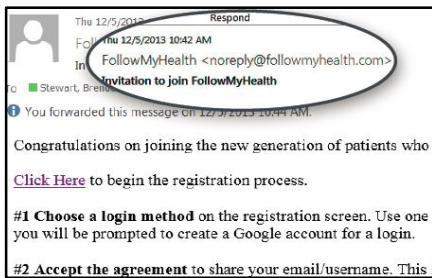 Respond
Thu 12/5/2013
Thu 12/5/2013 10:42 AM
Fol
FollowMyHealth <noreply@followmyhealth.com>
In
Invitation to join FollowMyHealth
To Stewart, Brend
You forwarded this message on 12/5/2013 10:44 AM.
Congratulations on joining the new generation of patients who
Click Here to begin the registration process.
#1 Choose a login method on the registration screen. Use one
you will be prompted to create a Google account for a login.
#2 Accept the agreement to share your email/username. This